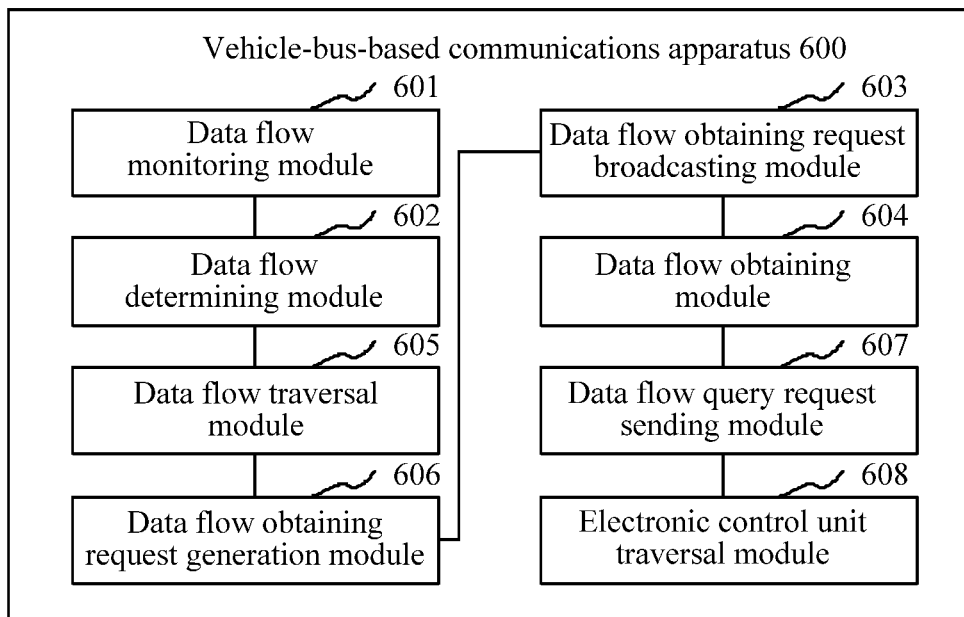 Vehicle-bus-based communications apparatus 600
601
Data flow
monitoring module
602
Data flow
determining module
605
Data flow traversal
module
606
Data flow obtaining
request generation module
603
Data flow obtaining request
broadcasting module
604
Data flow obtaining
module
607
Data flow query request
sending module
608
Electronic control unit
traversal module